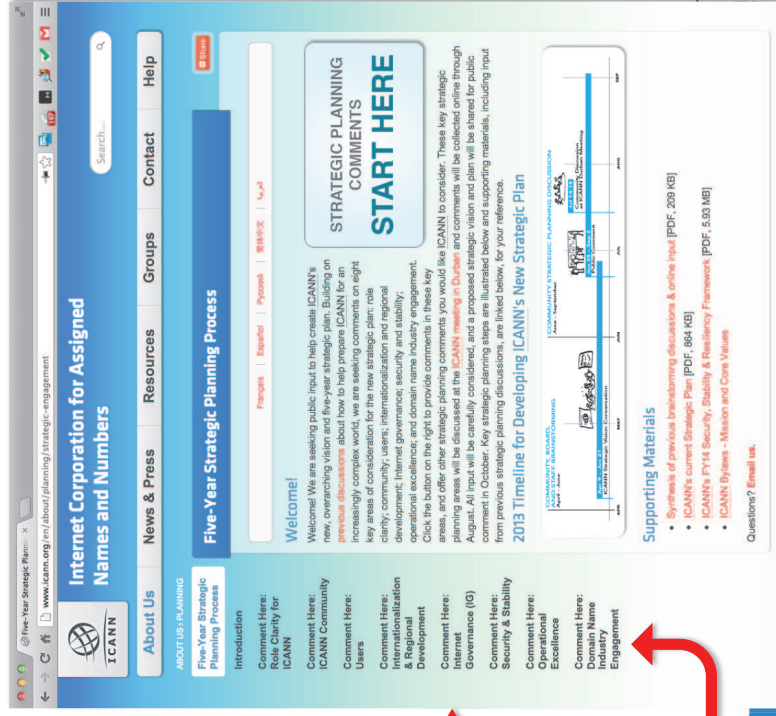 Five-Year Strategic Plannin
www.icann.org/en/about/planning/strategic-engagement
ICANN
Internet Corporation for Assigned
Names and Numbers
Search...
About Us
News & Press
Resources
Groups
Contact
Help
ABOUT US › PLANNING
Five-Year Strategic
Planning Process
Introduction
Comment Here:
Role Clarity for
ICANN
Comment Here:
ICANN Community
Comment Here:
Users
Comment Here:
Internationalization
& Regional
Development
Comment Here:
Internet
Governance (IG)
Comment Here:
Security & Stability
Comment Here:
Operational
Excellence
Comment Here:
Domain Name
Industry
Engagement
Five-Year Strategic Planning Process
Share
Français | Español | Русский | 简体中文 | العربية
Welcome!
Welcome! We are seeking public input to help create ICANN's
new, overarching vision and five-year strategic plan. Building on
previous discussions about how to help prepare ICANN for an
increasingly complex world, we are seeking comments on eight
key areas of consideration for the new strategic plan: role
clarity; community; users; internationalization and regional
development; Internet governance; security and stability;
operational excellence; and domain name industry engagement.
Click the button on the right to provide comments in these key
areas, and offer other strategic planning comments you would like ICANN to consider. These key strategic
planning areas will be discussed at the ICANN meeting in Durban and comments will be collected online through
August. All input will be carefully considered, and a proposed strategic vision and plan will be shared for public
comment in October. Key strategic planning steps are illustrated below and supporting materials, including input
from previous strategic planning discussions, are linked below, for your reference.
STRATEGIC PLANNING
COMMENTS
START HERE
2013 Timeline for Developing ICANN's New Strategic Plan
COMMUNITY, BOARD,
AND STAFF BRAINSTORMING
April - June
COMMUNITY STRATEGIC PLANNING DISCUSSION
June - September
ICANN Strategic Vision Conversation
Public Comment
Community Discussion
at ICANN Durban Meeting
APR
MAY
JUN
JUL
AUG
SEP
Supporting Materials
• Synthesis of previous brainstorming discussions & online input [PDF, 209 KB]
• ICANN's current Strategic Plan [PDF, 864 KB]
• ICANN's FY14 Security, Stability & Resiliency Framework [PDF, 5.93 MB]
• ICANN Bylaws - Mission and Core Values
Questions? Email us.